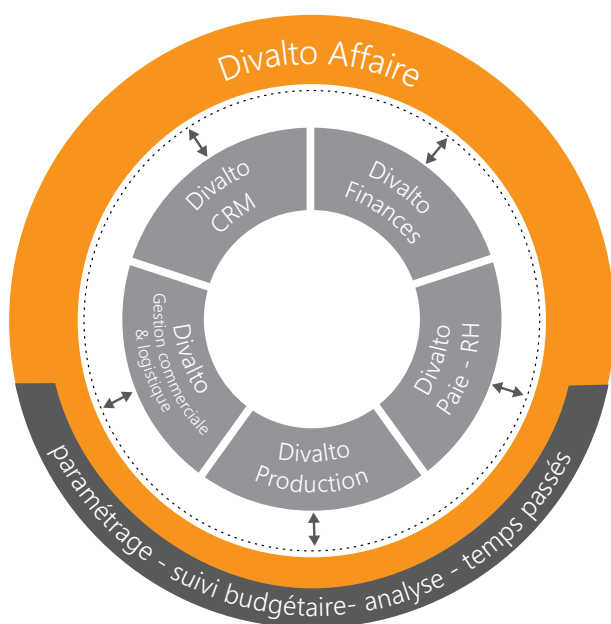 Divalto Affaire
Divalto
CRM
Divalto
Finances
Divalto
Gestion commerciale
& logistique
Divalto
Paie - RH
Divalto
Production
paramétrage - suivi budgétaire- analyse - temps passés